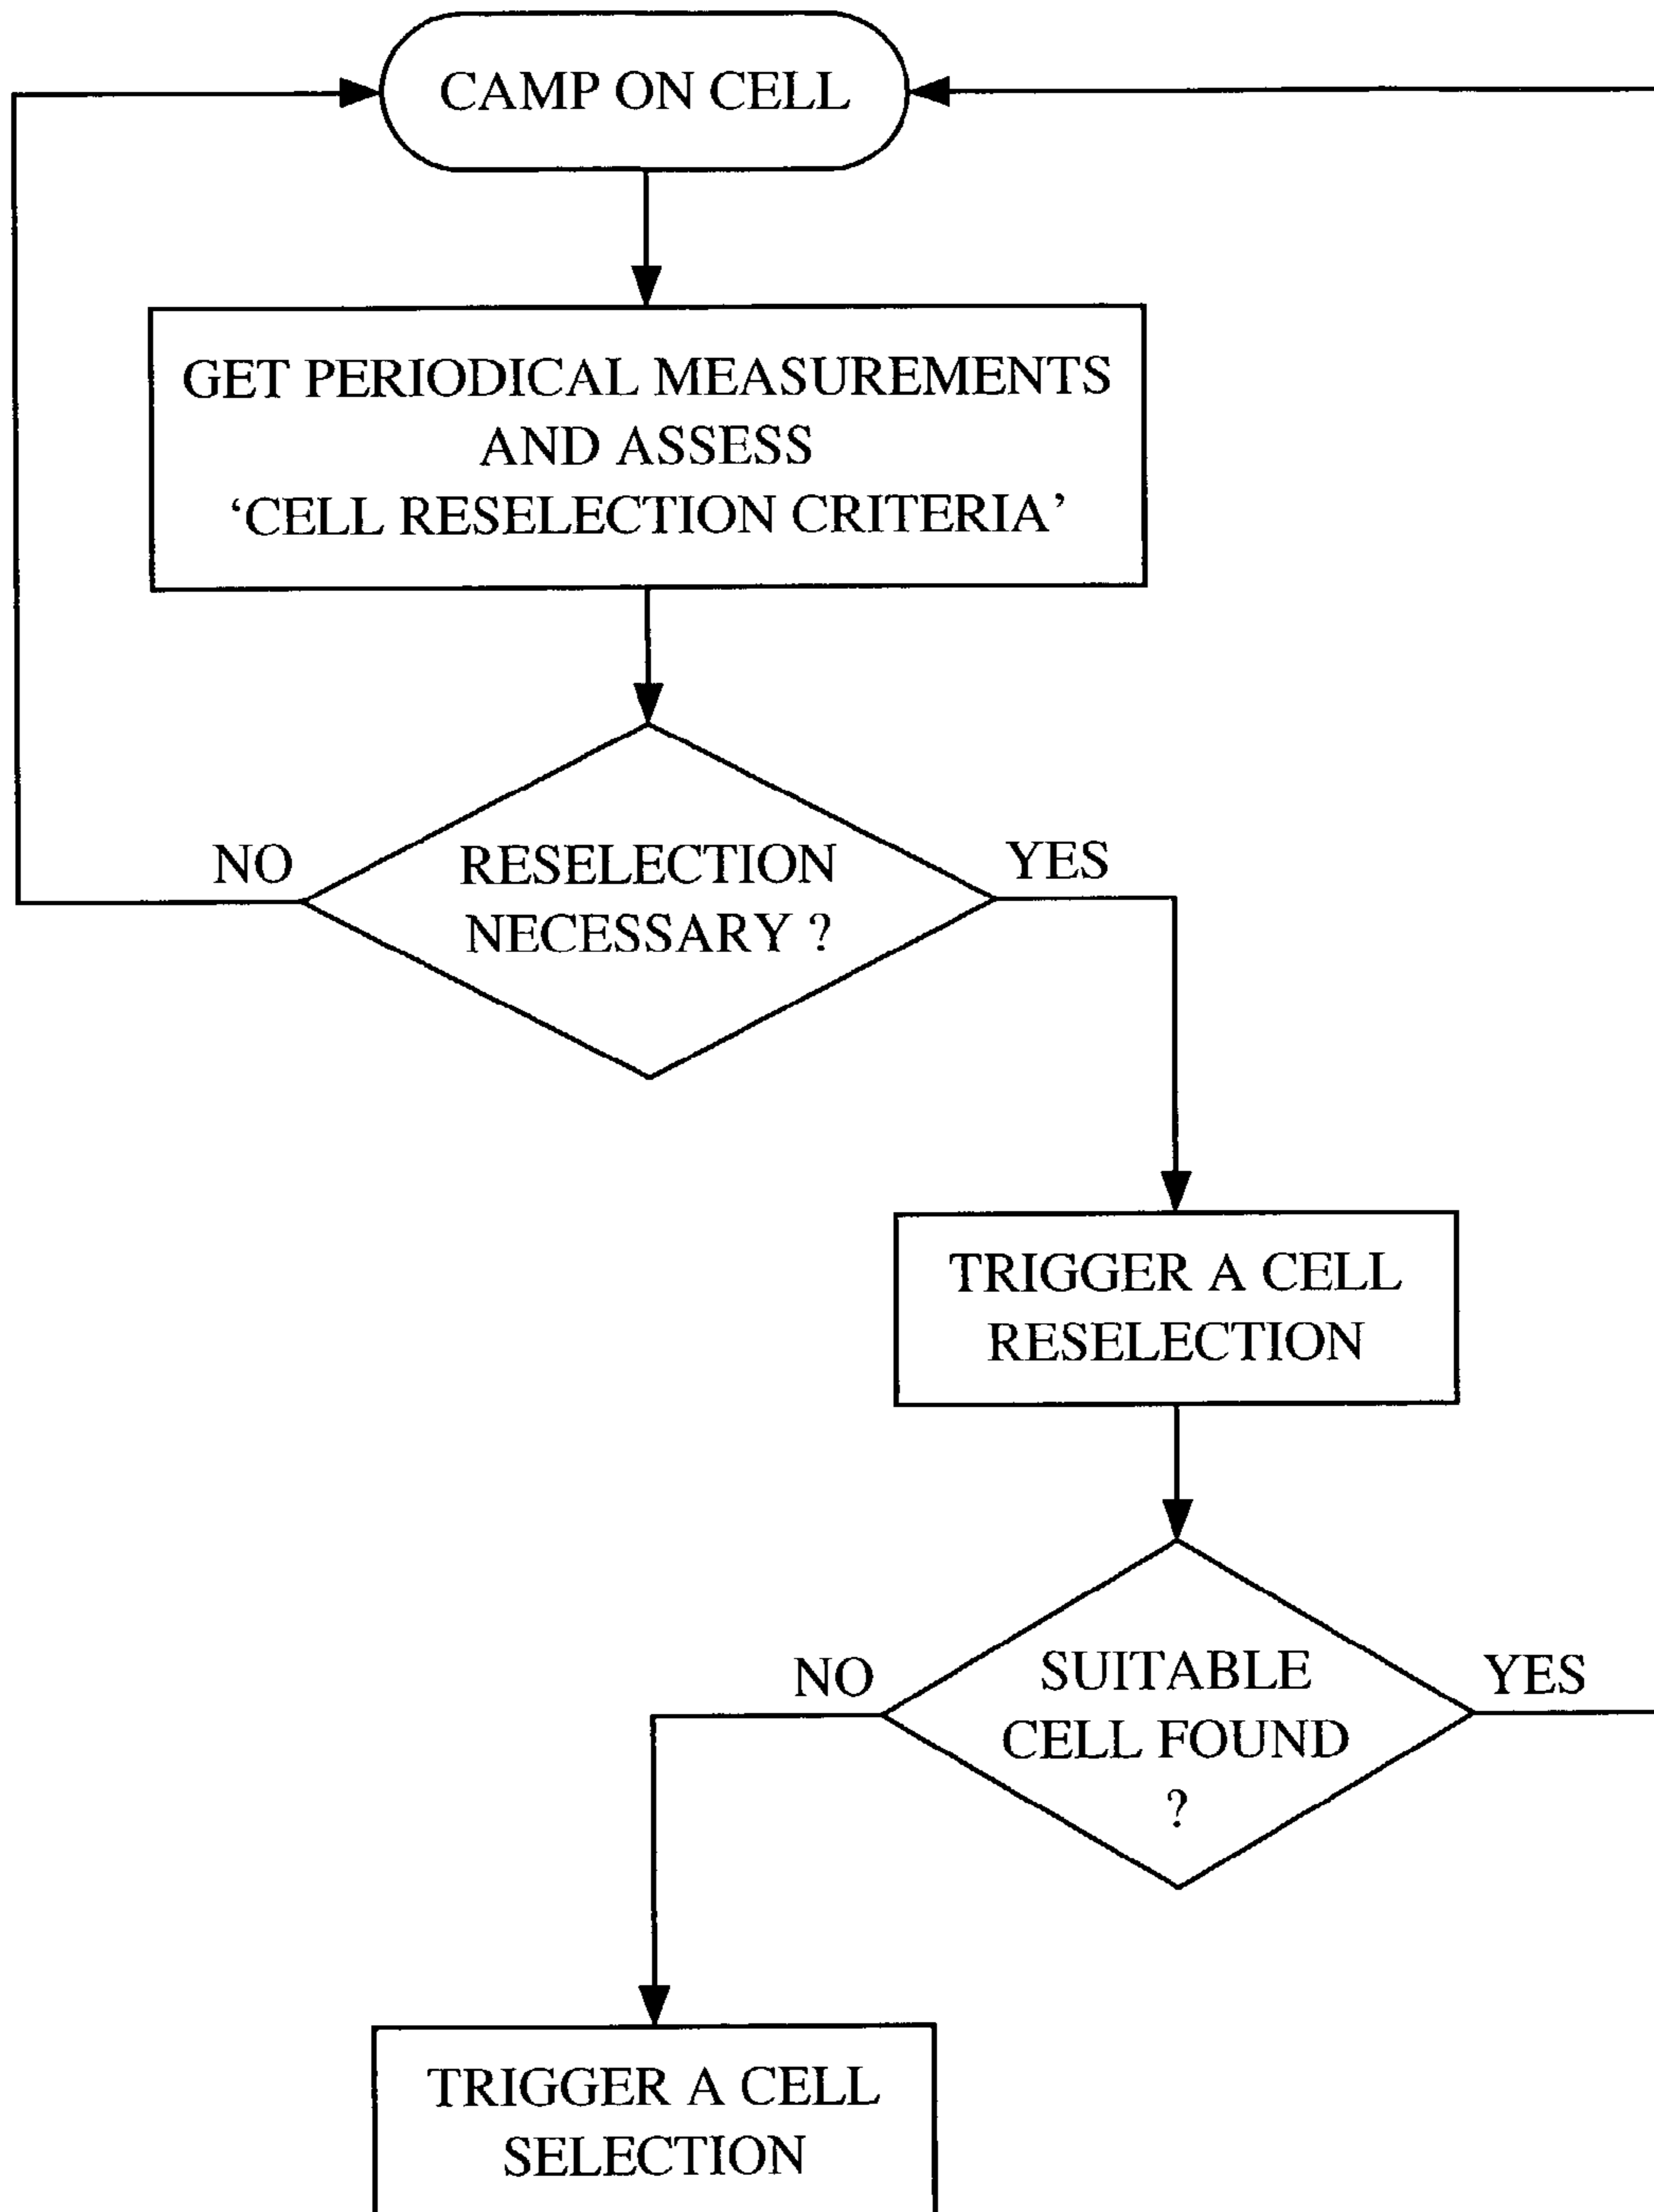 CAMP ON CELL
GET PERIODICAL MEASUREMENTS
AND ASSESS
‘CELL RESELECTION CRITERIA’
NO
RESELECTION
NECESSARY ?
YES
TRIGGER A CELL
RESELECTION
NO
SUITABLE
CELL FOUND
?
YES
TRIGGER A CELL
SELECTION